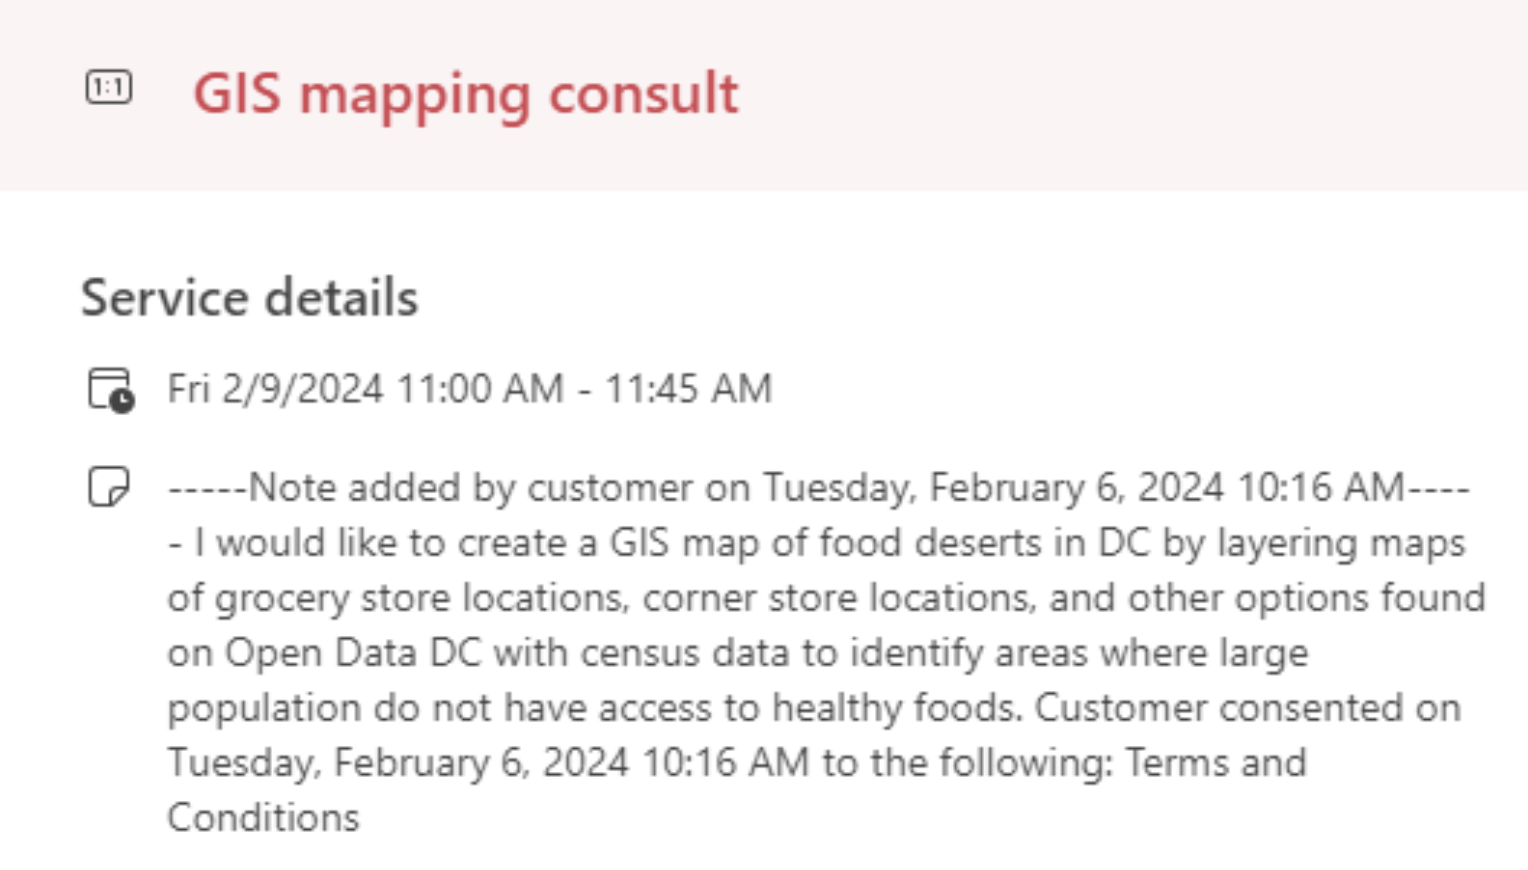 1:1
GIS mapping consult
Service details
Fri 2/9/2024 11:00 AM - 11:45 AM
-----Note added by customer on Tuesday, February 6, 2024 10:16 AM----
- I would like to create a GIS map of food deserts in DC by layering maps
of grocery store locations, corner store locations, and other options found
on Open Data DC with census data to identify areas where large
population do not have access to healthy foods. Customer consented on
Tuesday, February 6, 2024 10:16 AM to the following: Terms and
Conditions